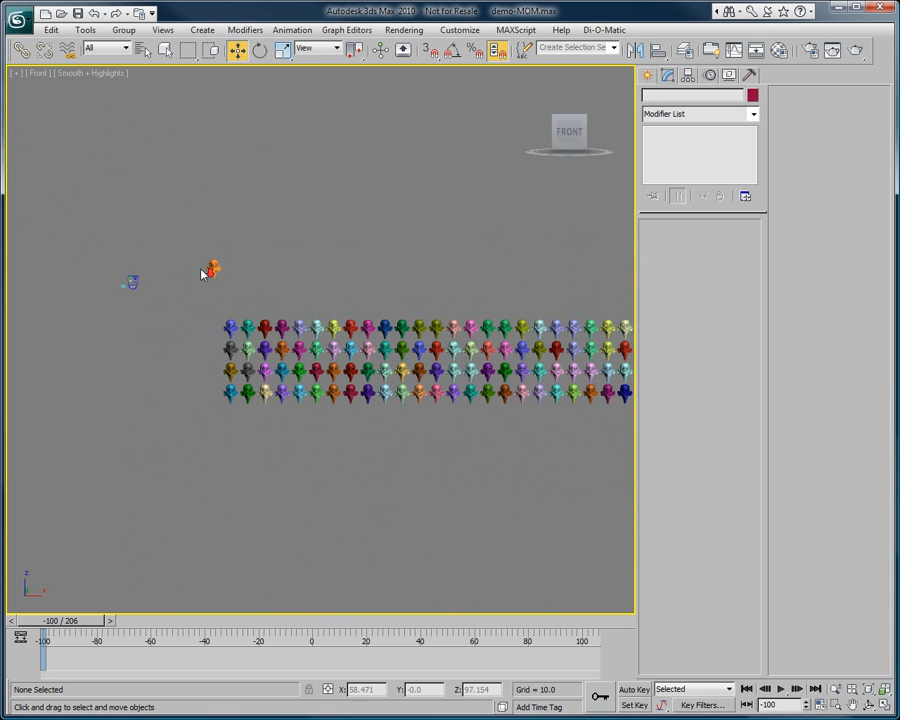 Autodesk 3ds Max 2010 - Not for Resale demo-MOM.max
Edit Tools Group Views Create Modifiers Animation Graph Editors Rendering Customize MAXScript Help Di-O-Matic
All View 3 Create Selection Se
[ + ] [ Front ] [ Smooth + Highlights ]
FRONT
Modifier List
z
x
< -100 / 206 >
-100 -80 -60 -40 -20 0 20 40 60 80 100
None Selected X: 58.471 Y: -0.0 Z: 97.154 Grid = 10.0 Auto Key Selected
Click and drag to select and move objects Add Time Tag Set Key Key Filters... -100